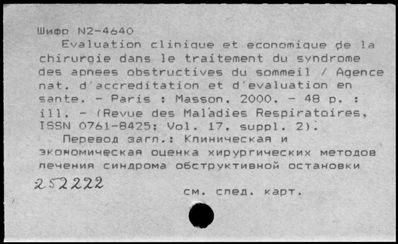 Шифр N2-4640
Evaluation clinique et economique de la
chirurgie dans le traitement du syndrome
des apnees obstructives du sommeil / Agence
nat. d'accreditation et d'evaluation en
sante. - Paris : Masson, 2000. - 48 p. :
ill. - (Revue des Maladies Respiratoires,
ISSN 0761-8425; Vol. 17, suppl. 2).
Перевод загл.: Клиническая и
экономическая оценка хирургических методов
лечения синдрома обструктивной остановки
252222
см. след. карт.